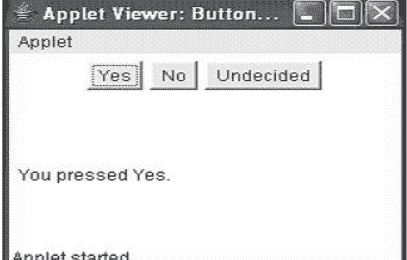 Applet Viewer: Button...
Applet
Yes No Undecided
You pressed Yes.
Applet started.